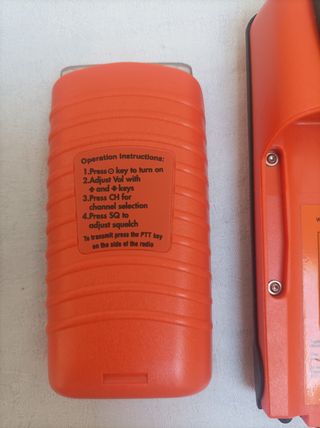 Operation Instructions:
1.Press ⏻ key to turn on
2.Adjust Vol with
⬆ and ⬇ keys
3.Press CH for
channel selection
4.Press SQ to
adjust squelch
To transmit press the PTT key
on the side of the radio